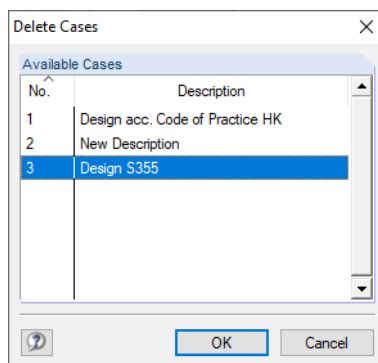 Delete Cases
Available Cases
No. Description
1 Design acc. Code of Practice HK
2 New Description
3 Design S355
OK Cancel